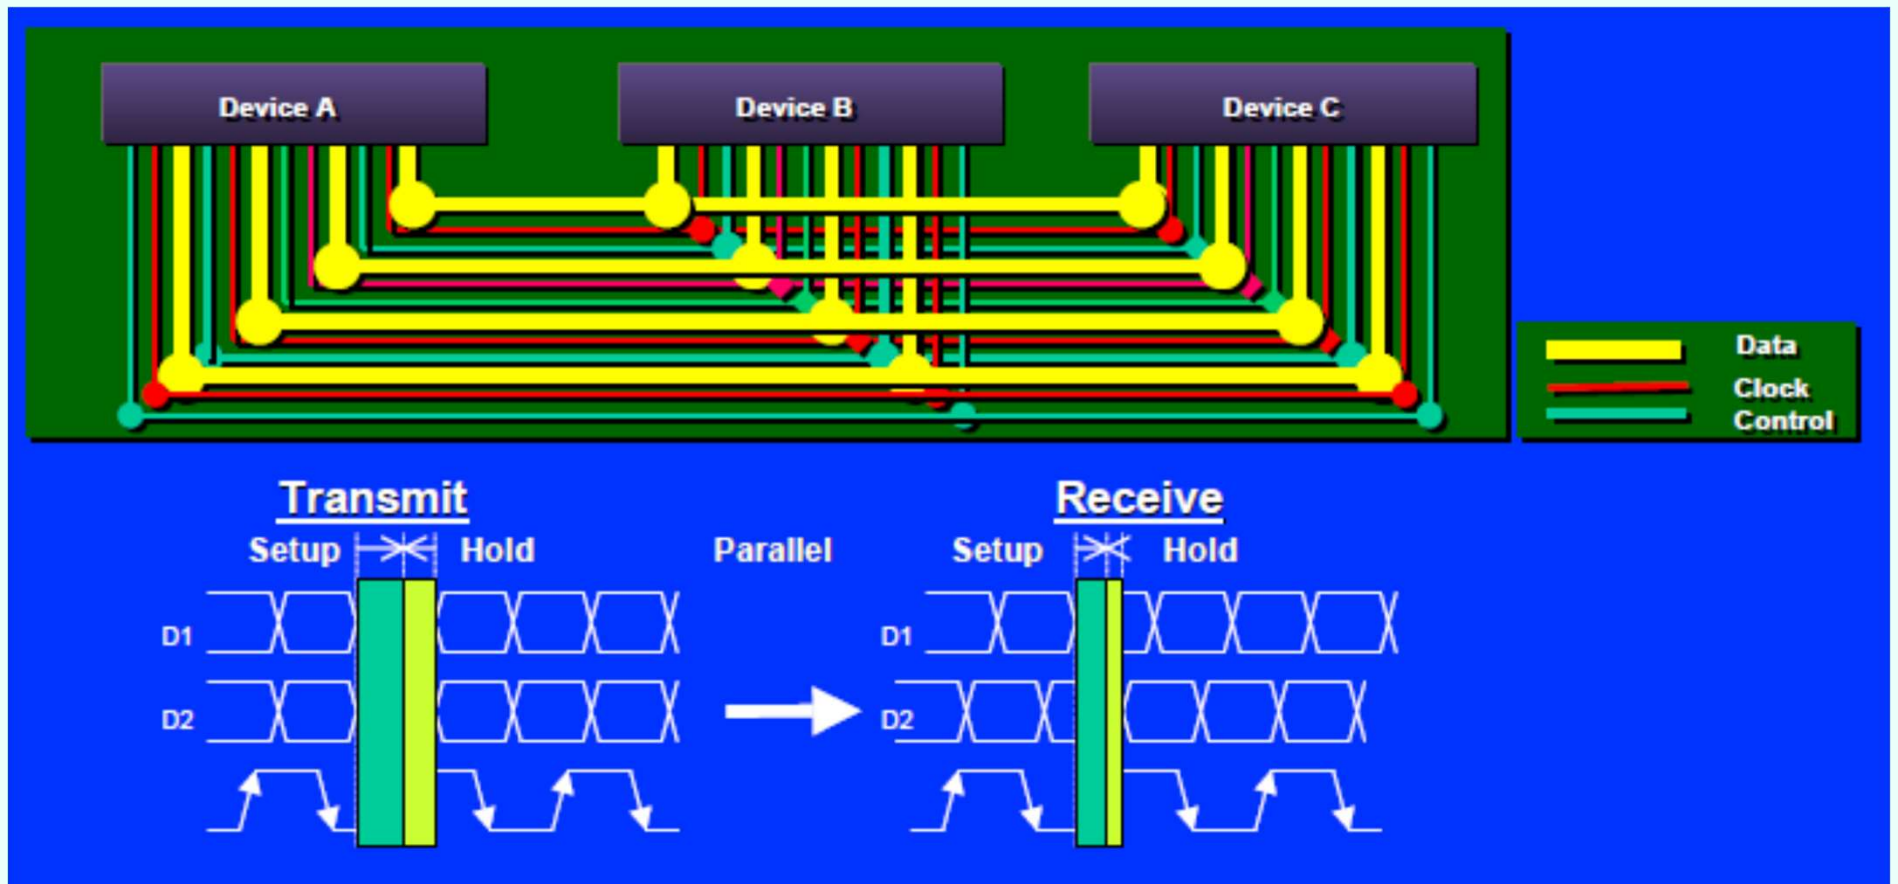 Device A
Device B
Device C
Data
Clock
Control
Transmit
Receive
Setup
Hold
Parallel
Setup
Hold
D1
D1
D2
D2